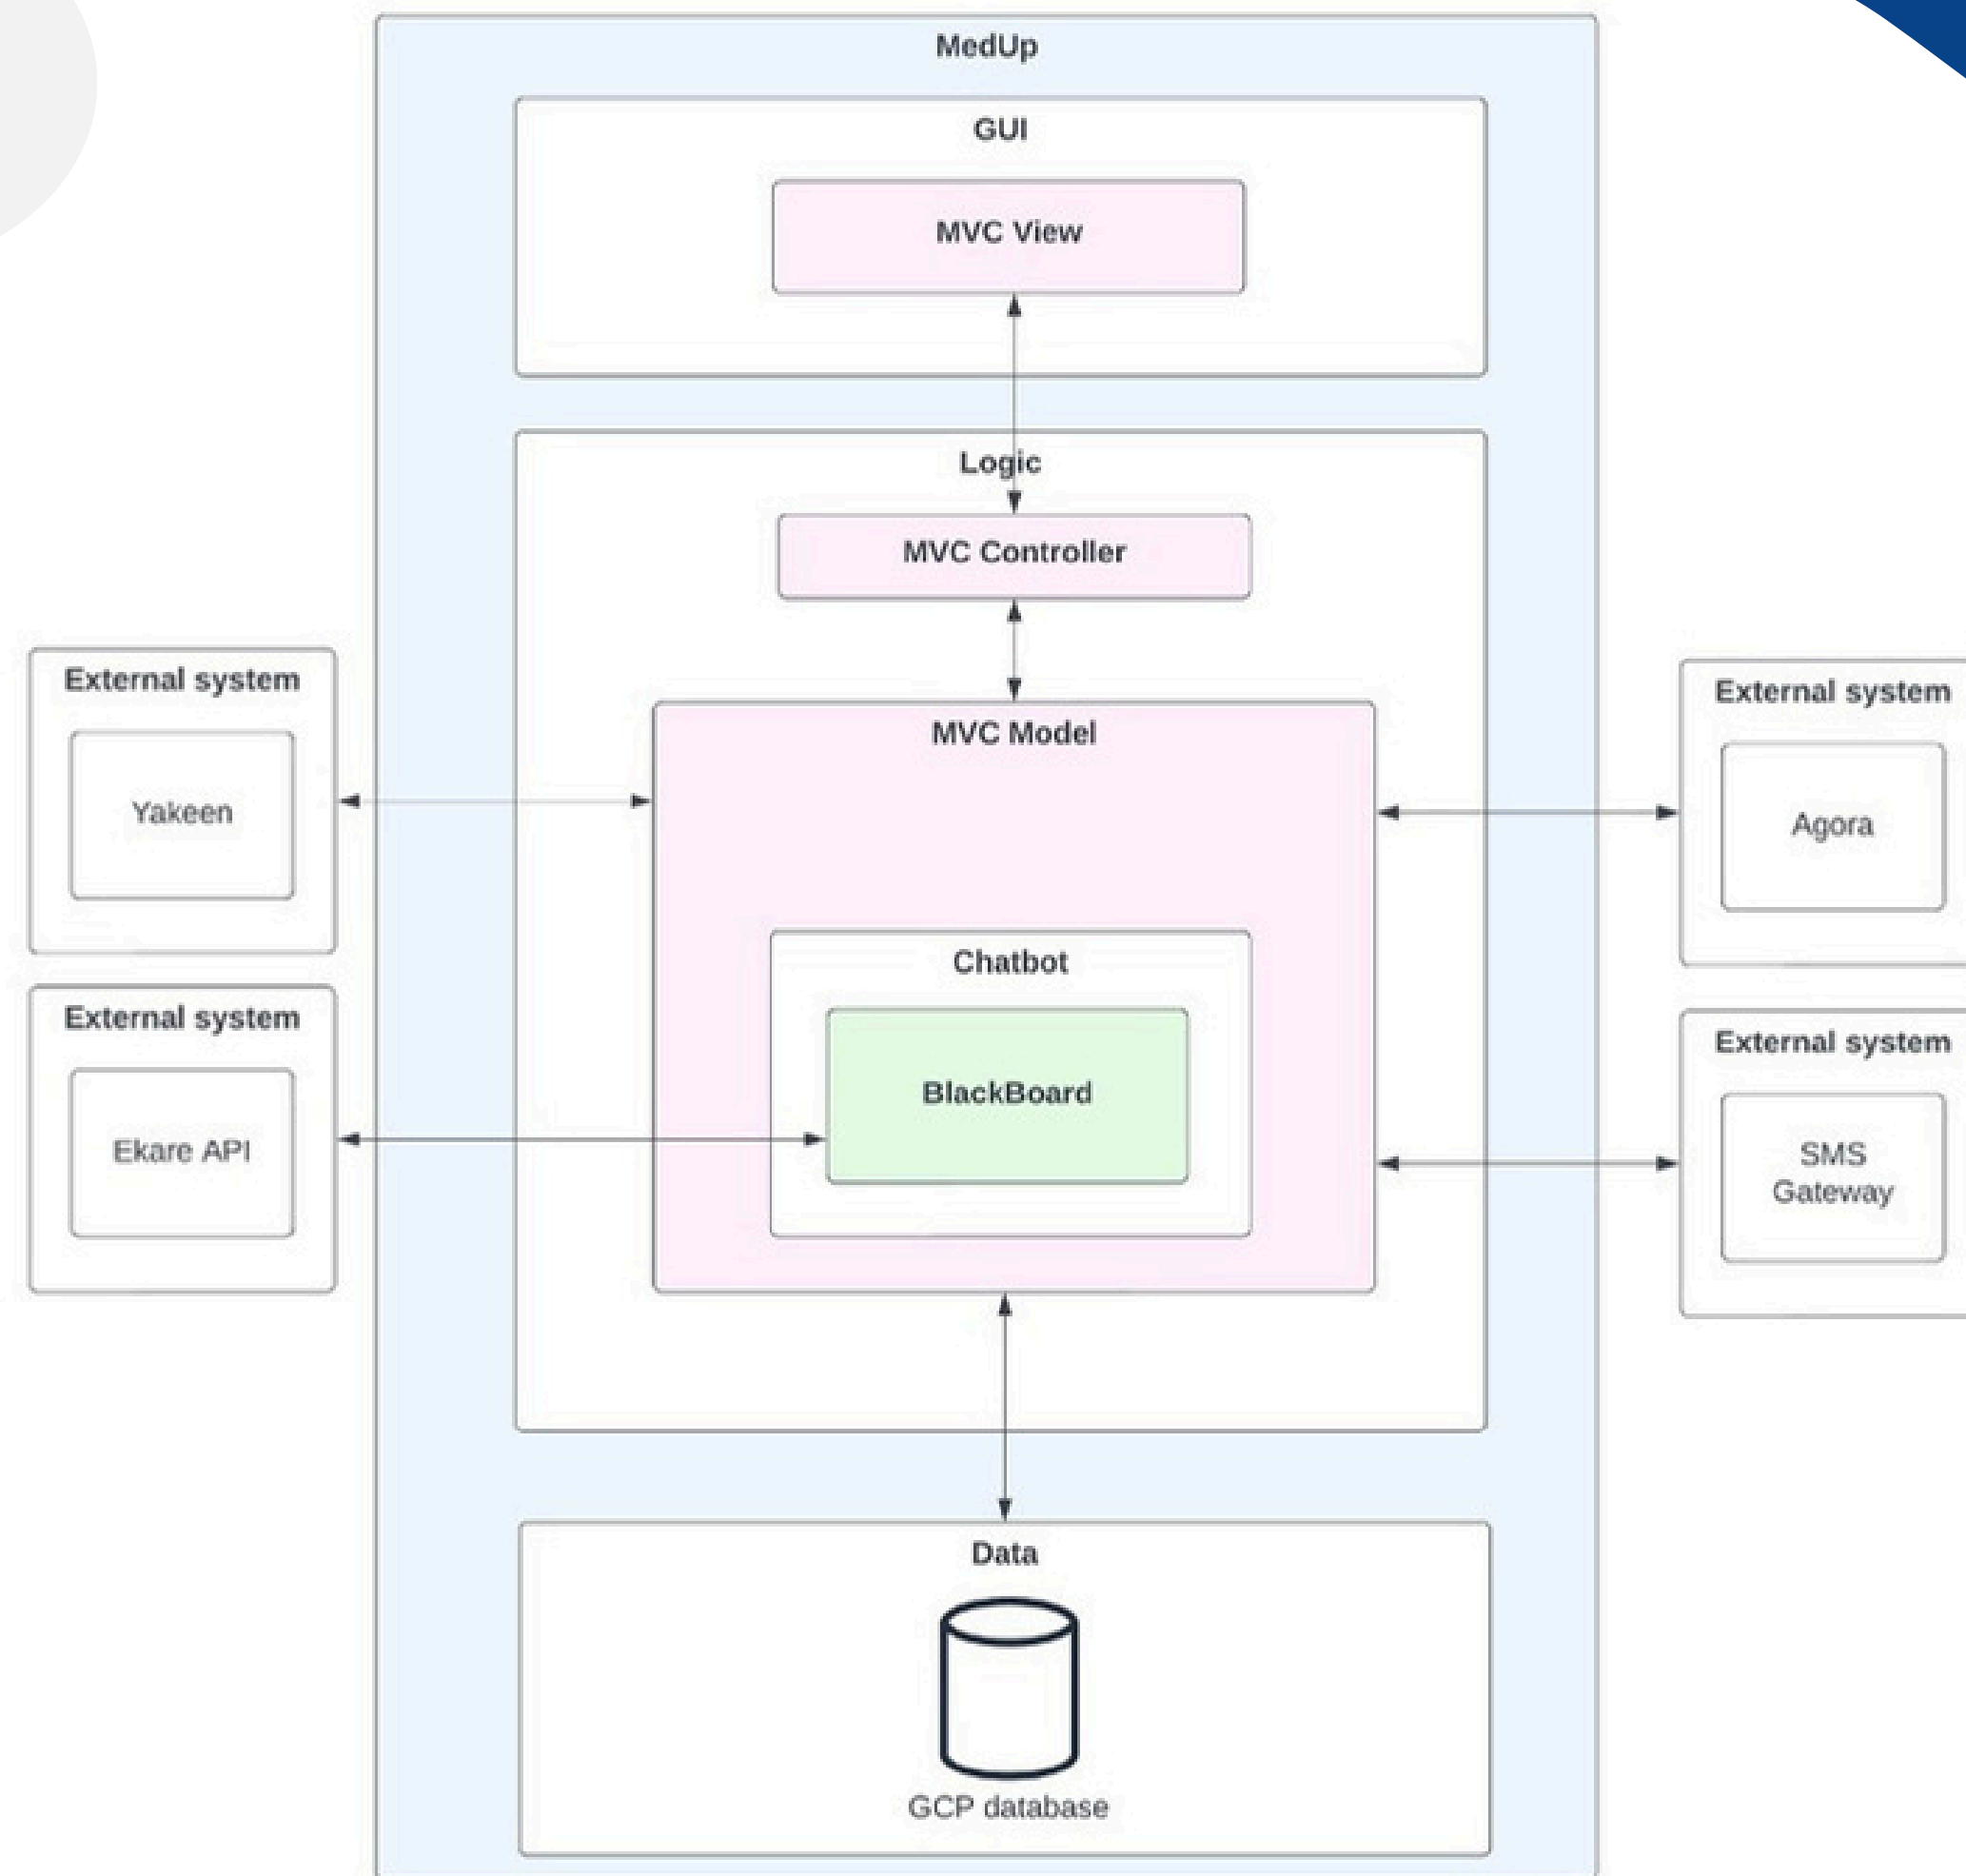 MedUp
GUI
MVC View
Logic
MVC Controller
External system
Yakeen
External system
Agora
MVC Model
Chatbot
BlackBoard
External system
Ekare API
External system
SMS
Gateway
Data
GCP database